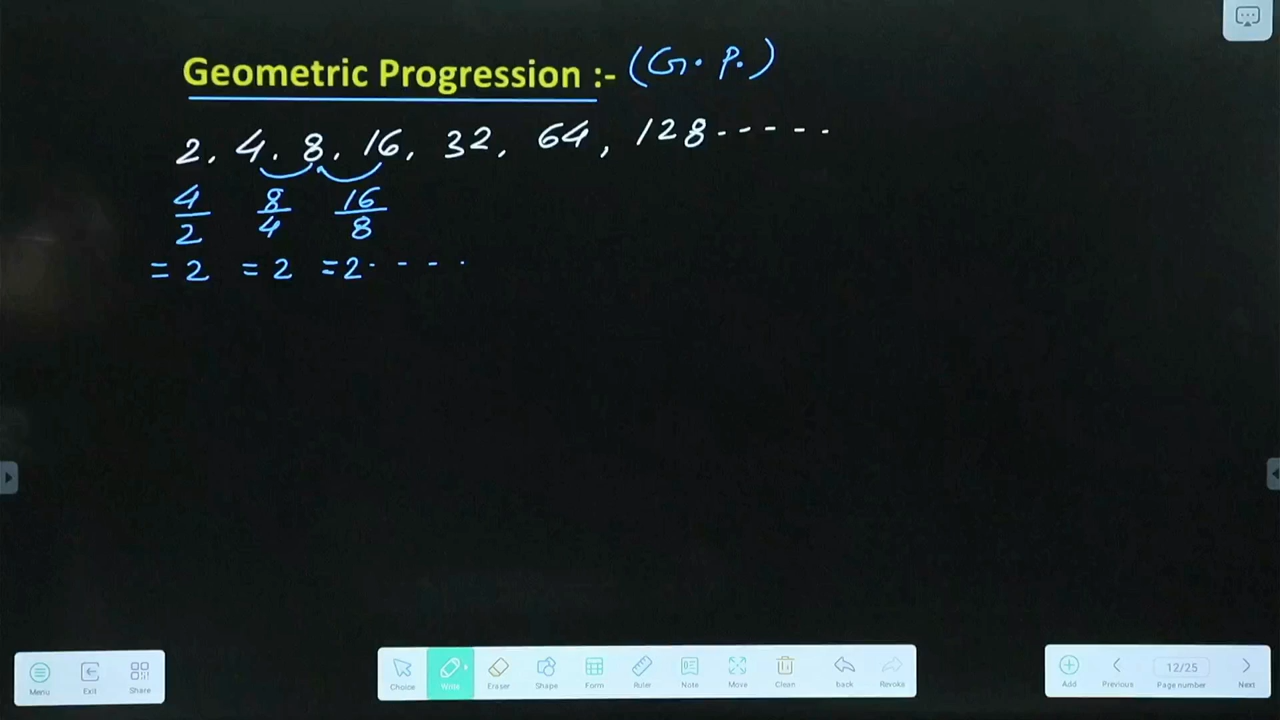 Geometric Progression :- (G.P.)
2, 4, 8, 16, 32, 64, 128-----
4/2 8/4 16/8
=2 =2 =2----
Menu Exit Share Choice Write Eraser Shape Form Ruler Note Move Clean back Revoke Add Previous 12/25 Page number Next